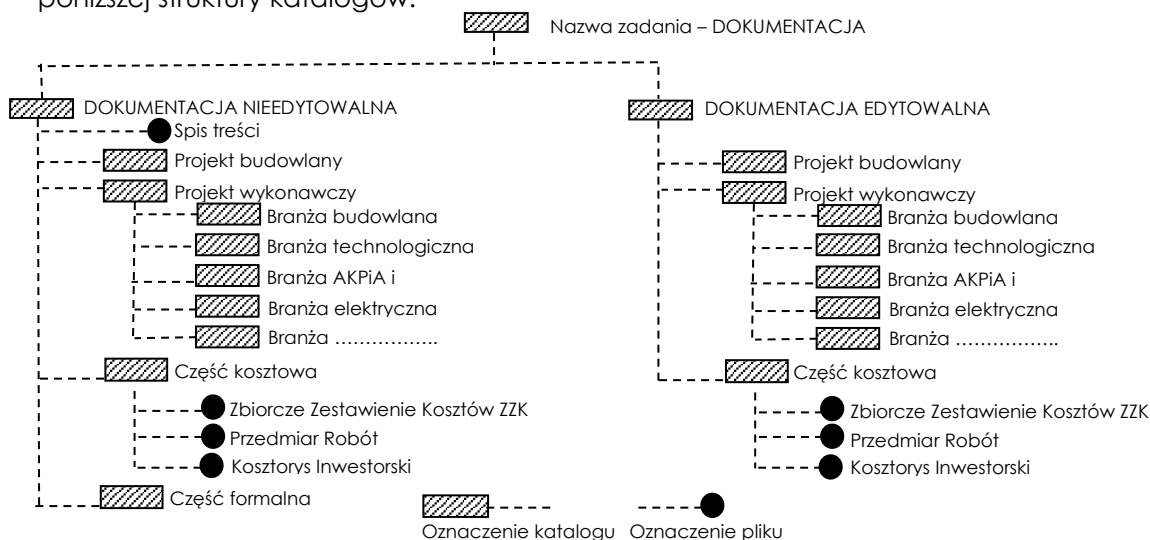 poniższej struktury katalogów:
Nazwa zadania – DOKUMENTACJA
DOKUMENTACJA NIEEDYTOWALNA
Spis treści
Projekt budowlany
Projekt wykonawczy
Branża budowlana
Branża technologiczna
Branża AKPiA i
Branża elektryczna
Branża ……………..
Część kosztowa
Zbiorcze Zestawienie Kosztów ZZK
Przedmiar Robót
Kosztorys Inwestorski
Część formalna
DOKUMENTACJA EDYTOWALNA
Projekt budowlany
Projekt wykonawczy
Branża budowlana
Branża technologiczna
Branża AKPiA i
Branża elektryczna
Branża ……………..
Część kosztowa
Zbiorcze Zestawienie Kosztów ZZK
Przedmiar Robót
Kosztorys Inwestorski
Oznaczenie katalogu
Oznaczenie pliku